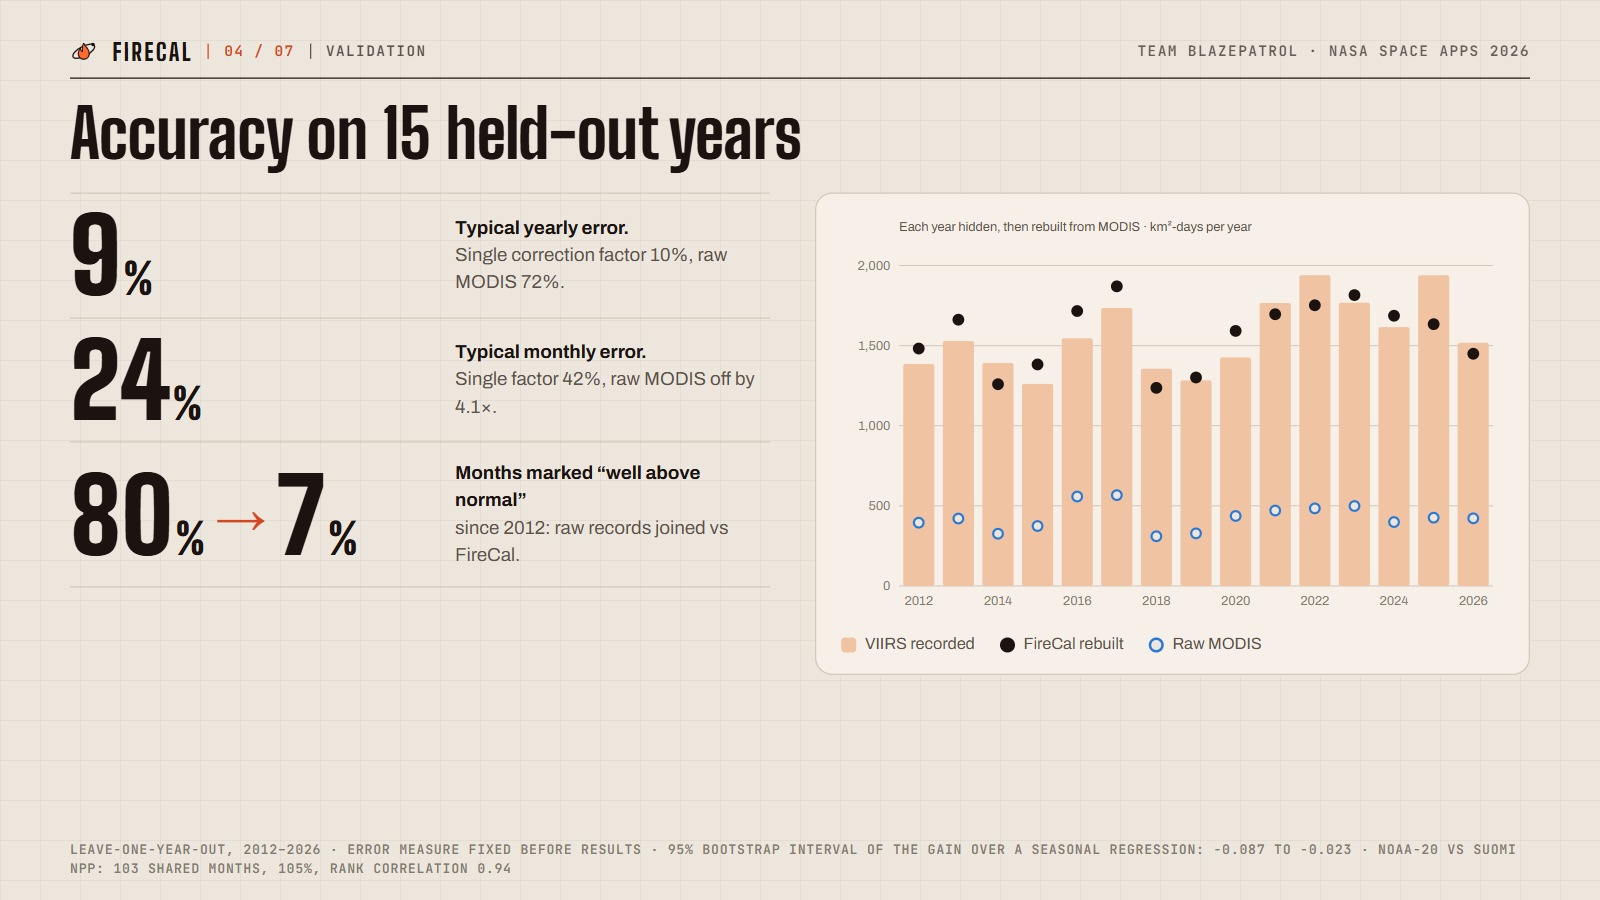 FIRECAL | 04 / 07 | VALIDATION
TEAM BLAZEPATROL · NASA SPACE APPS 2026
Accuracy on 15 held-out years
9%
Typical yearly error.
Single correction factor 10%, raw
MODIS 72%.
24%
Typical monthly error.
Single factor 42%, raw MODIS off by
4.1×.
80% → 7%
Months marked “well above
normal”
since 2012: raw records joined vs
FireCal.
Each year hidden, then rebuilt from MODIS · km²-days per year
2,000
1,500
1,000
500
0
2012 2014 2016 2018 2020 2022 2024 2026
VIIRS recorded FireCal rebuilt Raw MODIS
LEAVE-ONE-YEAR-OUT, 2012–2026 · ERROR MEASURE FIXED BEFORE RESULTS · 95% BOOTSTRAP INTERVAL OF THE GAIN OVER A SEASONAL REGRESSION: -0.087 TO -0.023 · NOAA-20 VS SUOMI
NPP: 103 SHARED MONTHS, 105%, RANK CORRELATION 0.94